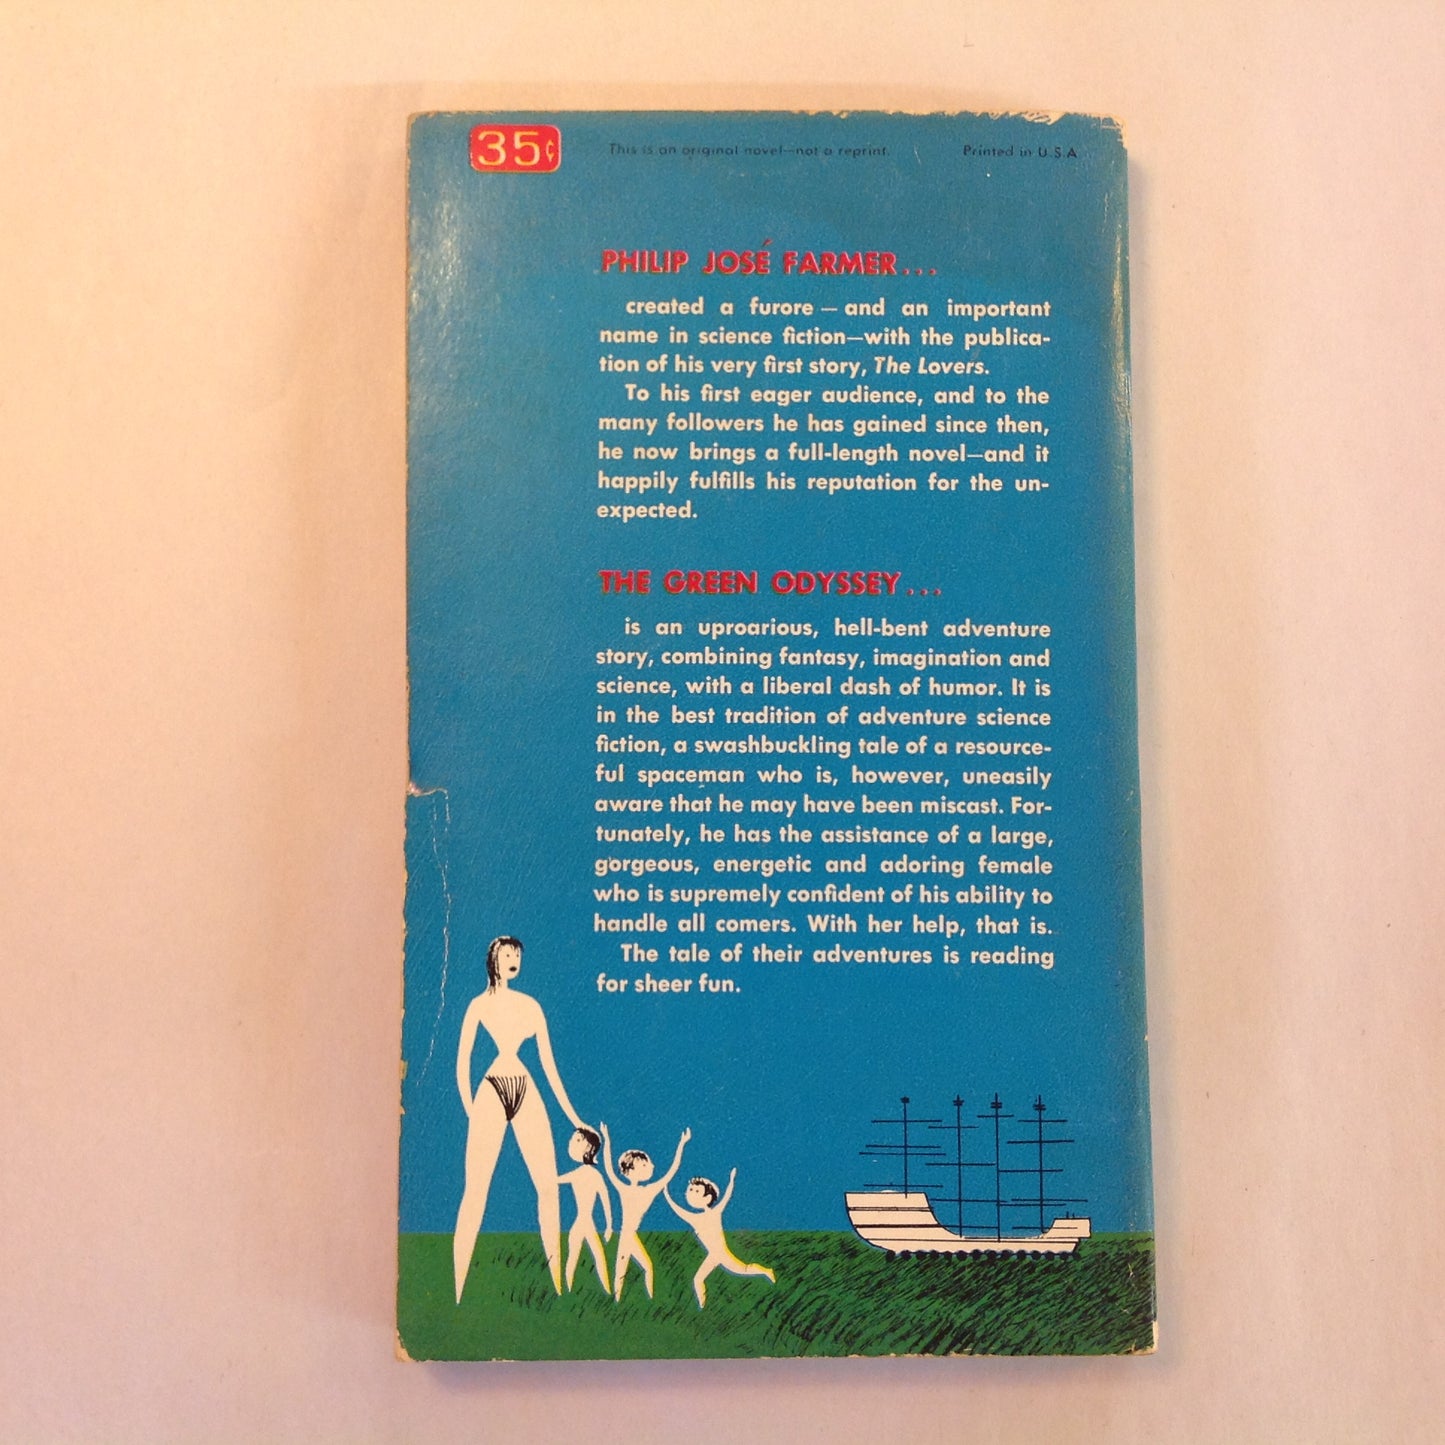 35¢ This is an original novel—not a reprint. Printed in U.S.A
PHILIP JOSÉ FARMER...
created a furore — and an important
name in science fiction—with the publica-
tion of his very first story, The Lovers.
To his first eager audience, and to the
many followers he has gained since then,
he now brings a full-length novel—and it
happily fulfills his reputation for the un-
expected.
THE GREEN ODYSSEY...
is an uproarious, hell-bent adventure
story, combining fantasy, imagination and
science, with a liberal dash of humor. It is
in the best tradition of adventure science
fiction, a swashbuckling tale of a resource-
ful spaceman who is, however, uneasily
aware that he may have been miscast. For-
tunately, he has the assistance of a large,
gorgeous, energetic and adoring female
who is supremely confident of his ability to
handle all comers. With her help, that is.
The tale of their adventures is reading
for sheer fun.